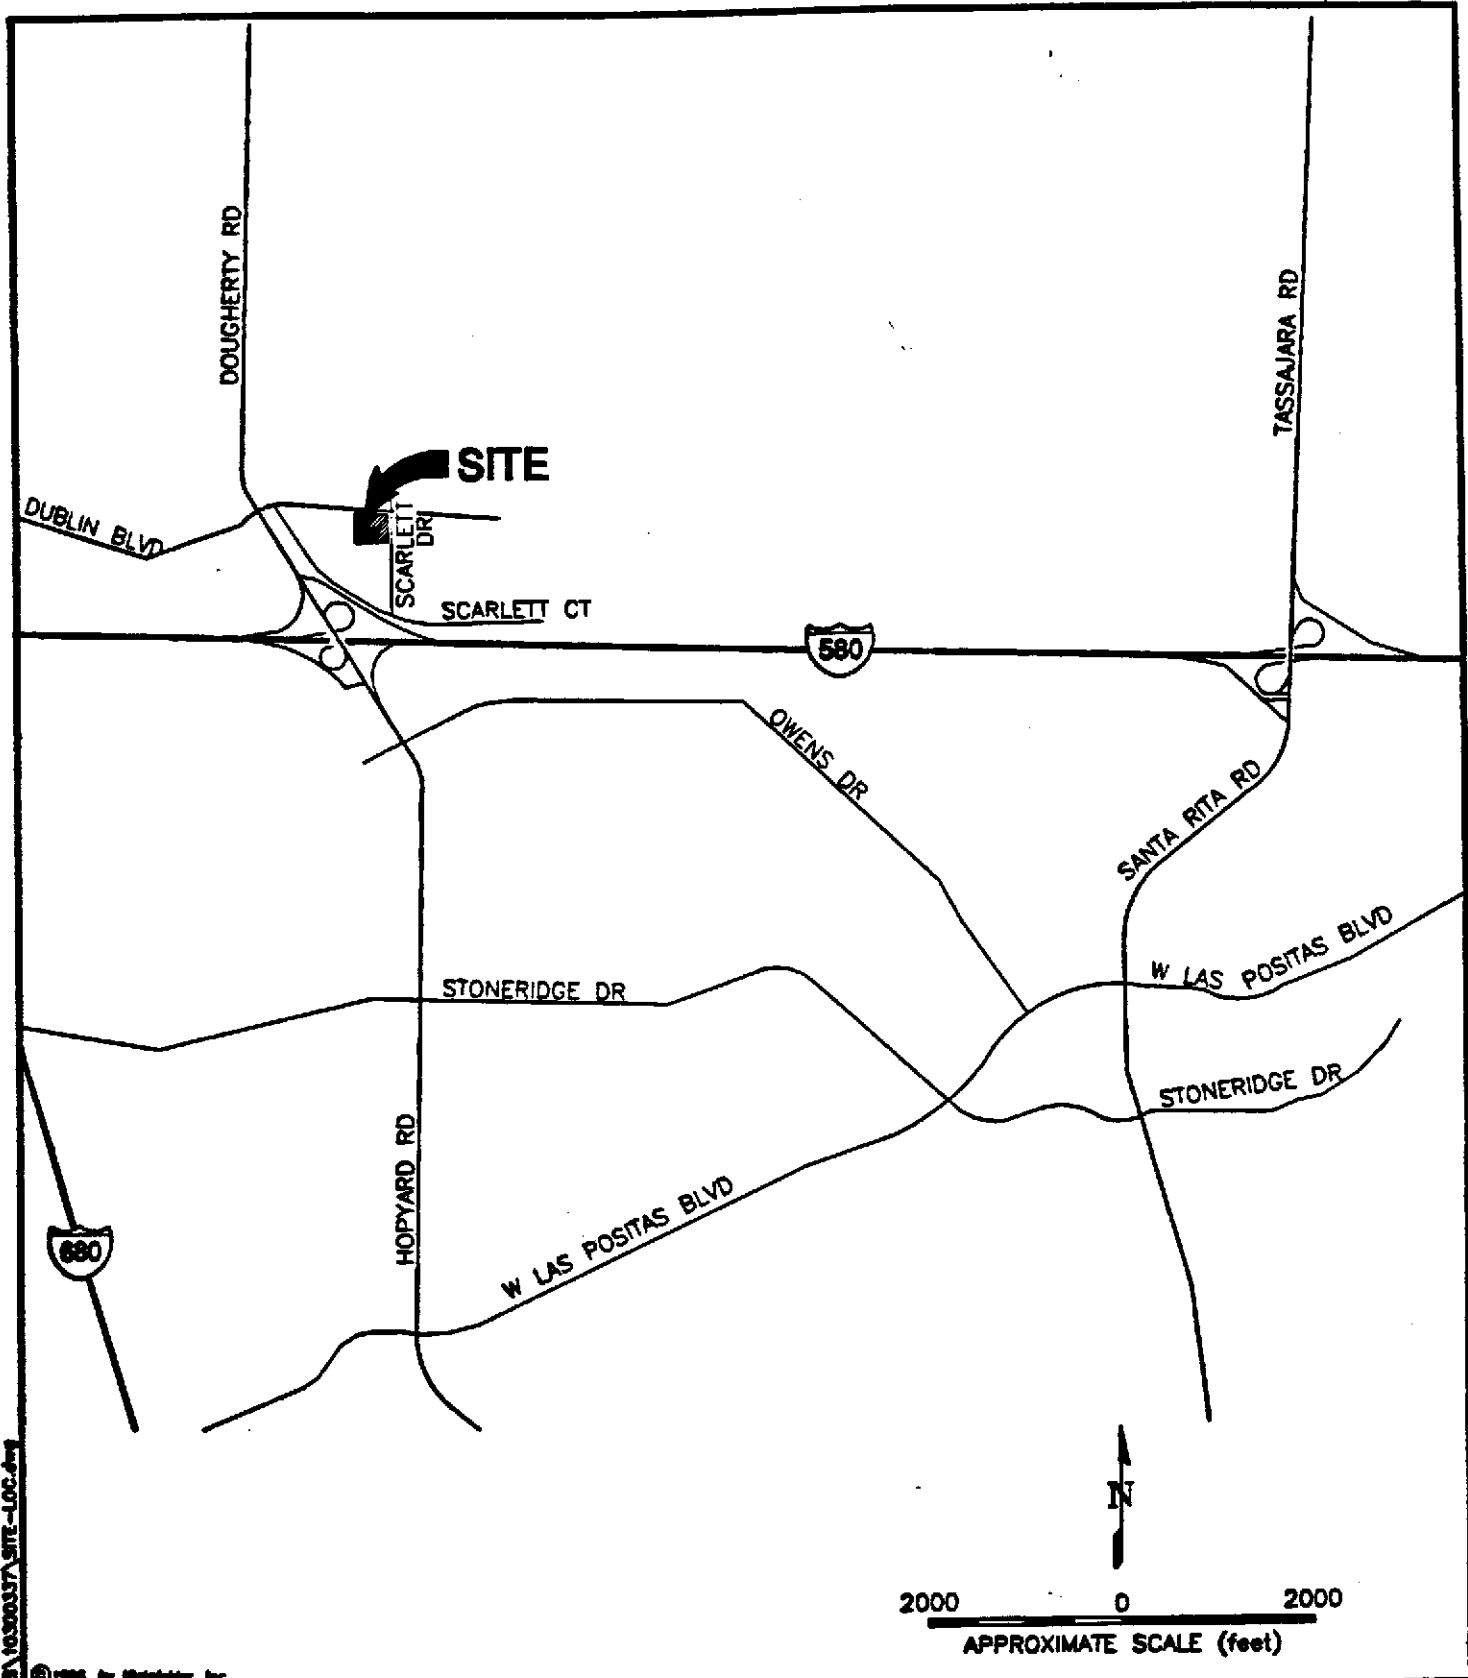 DOUGHERTY RD
TASSAJARA RD
SITE
DUBLIN BLVD
SCARLETT
DR
SCARLETT CT
580
OWENS DR
SANTA RITA RD
W LAS POSITAS BLVD
STONERIDGE DR
STONERIDGE DR
HOPYARD RD
W LAS POSITAS BLVD
680
N
2000 0 2000
APPROXIMATE SCALE (feet)
\10300337\SITE-LOC.dwg